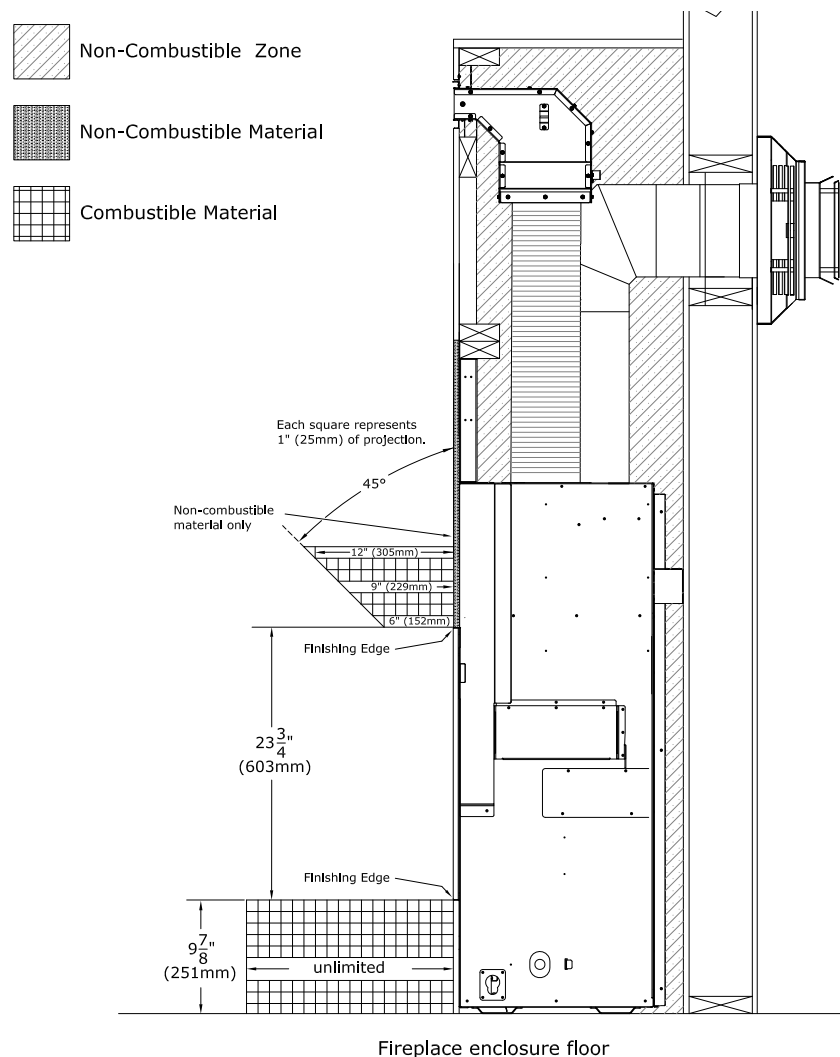 Non-Combustible Zone
Non-Combustible Material
Combustible Material
Each square represents
1" (25mm) of projection.
45°
Non-combustible
material only
12" (305mm)
9" (229mm)
6" (152mm)
Finishing Edge
23 3/4"
(603mm)
Finishing Edge
9 7/8"
(251mm)
unlimited
Fireplace enclosure floor